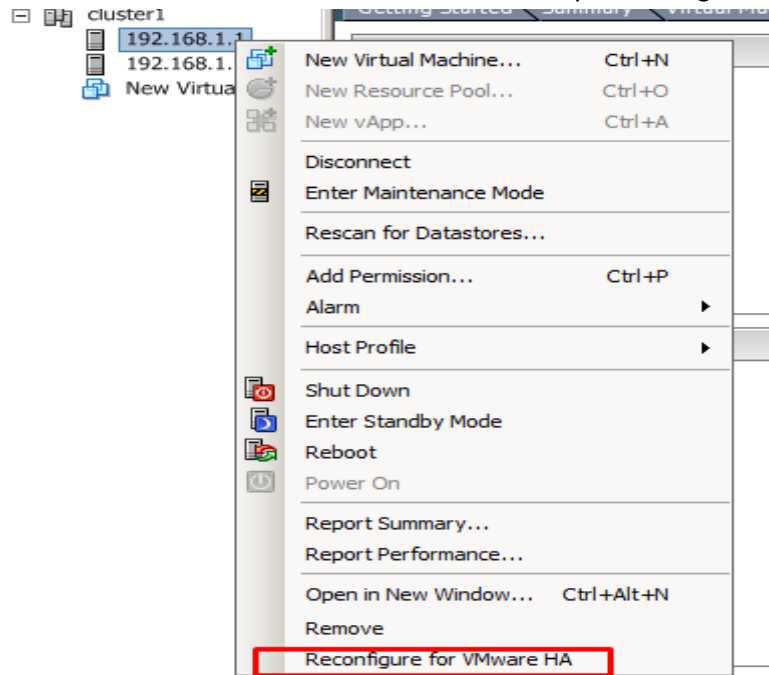 cluster1
Getting Started Summary Virtual Ma
192.168.1.1
192.168.1.
New Virtua
New Virtual Machine... Ctrl+N
New Resource Pool... Ctrl+O
New vApp... Ctrl+A
Disconnect
Enter Maintenance Mode
Rescan for Datastores...
Add Permission... Ctrl+P
Alarm
Host Profile
Shut Down
Enter Standby Mode
Reboot
Power On
Report Summary...
Report Performance...
Open in New Window... Ctrl+Alt+N
Remove
Reconfigure for VMware HA